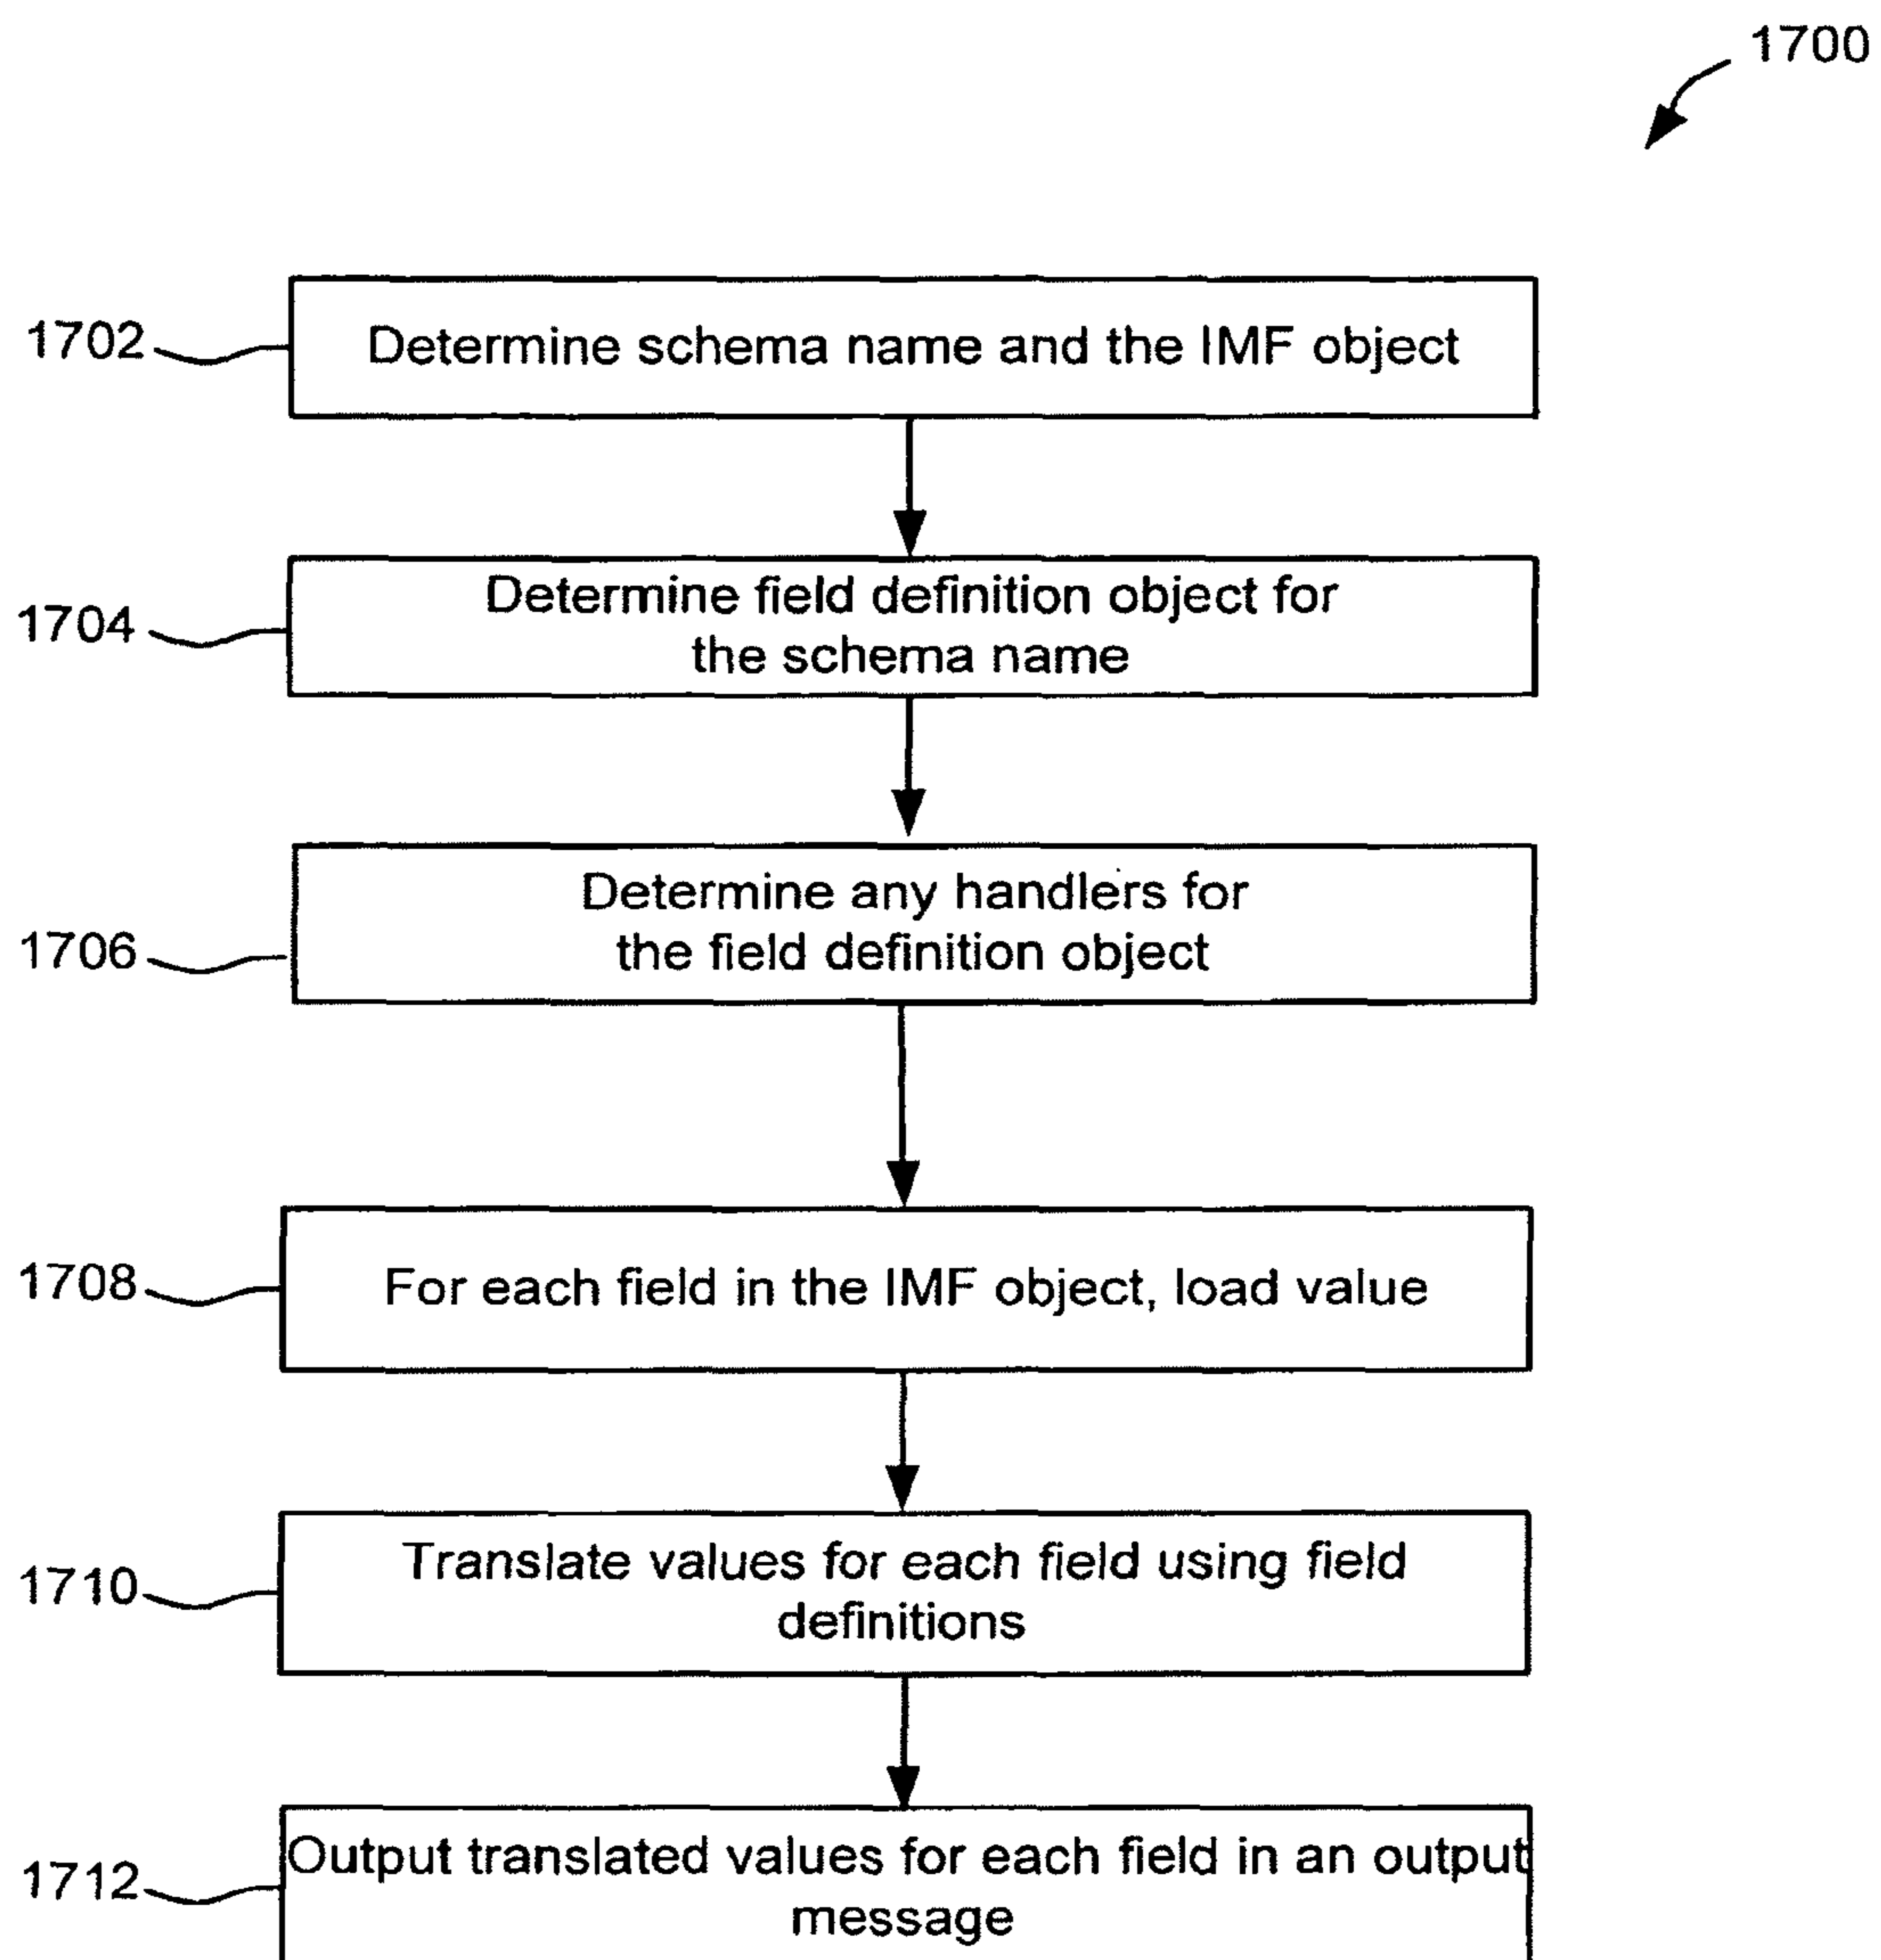 1700
1702
Determine schema name and the IMF object
1704
Determine field definition object for
the schema name
1706
Determine any handlers for
the field definition object
1708
For each field in the IMF object, load value
1710
Translate values for each field using field
definitions
1712
Output translated values for each field in an output
message